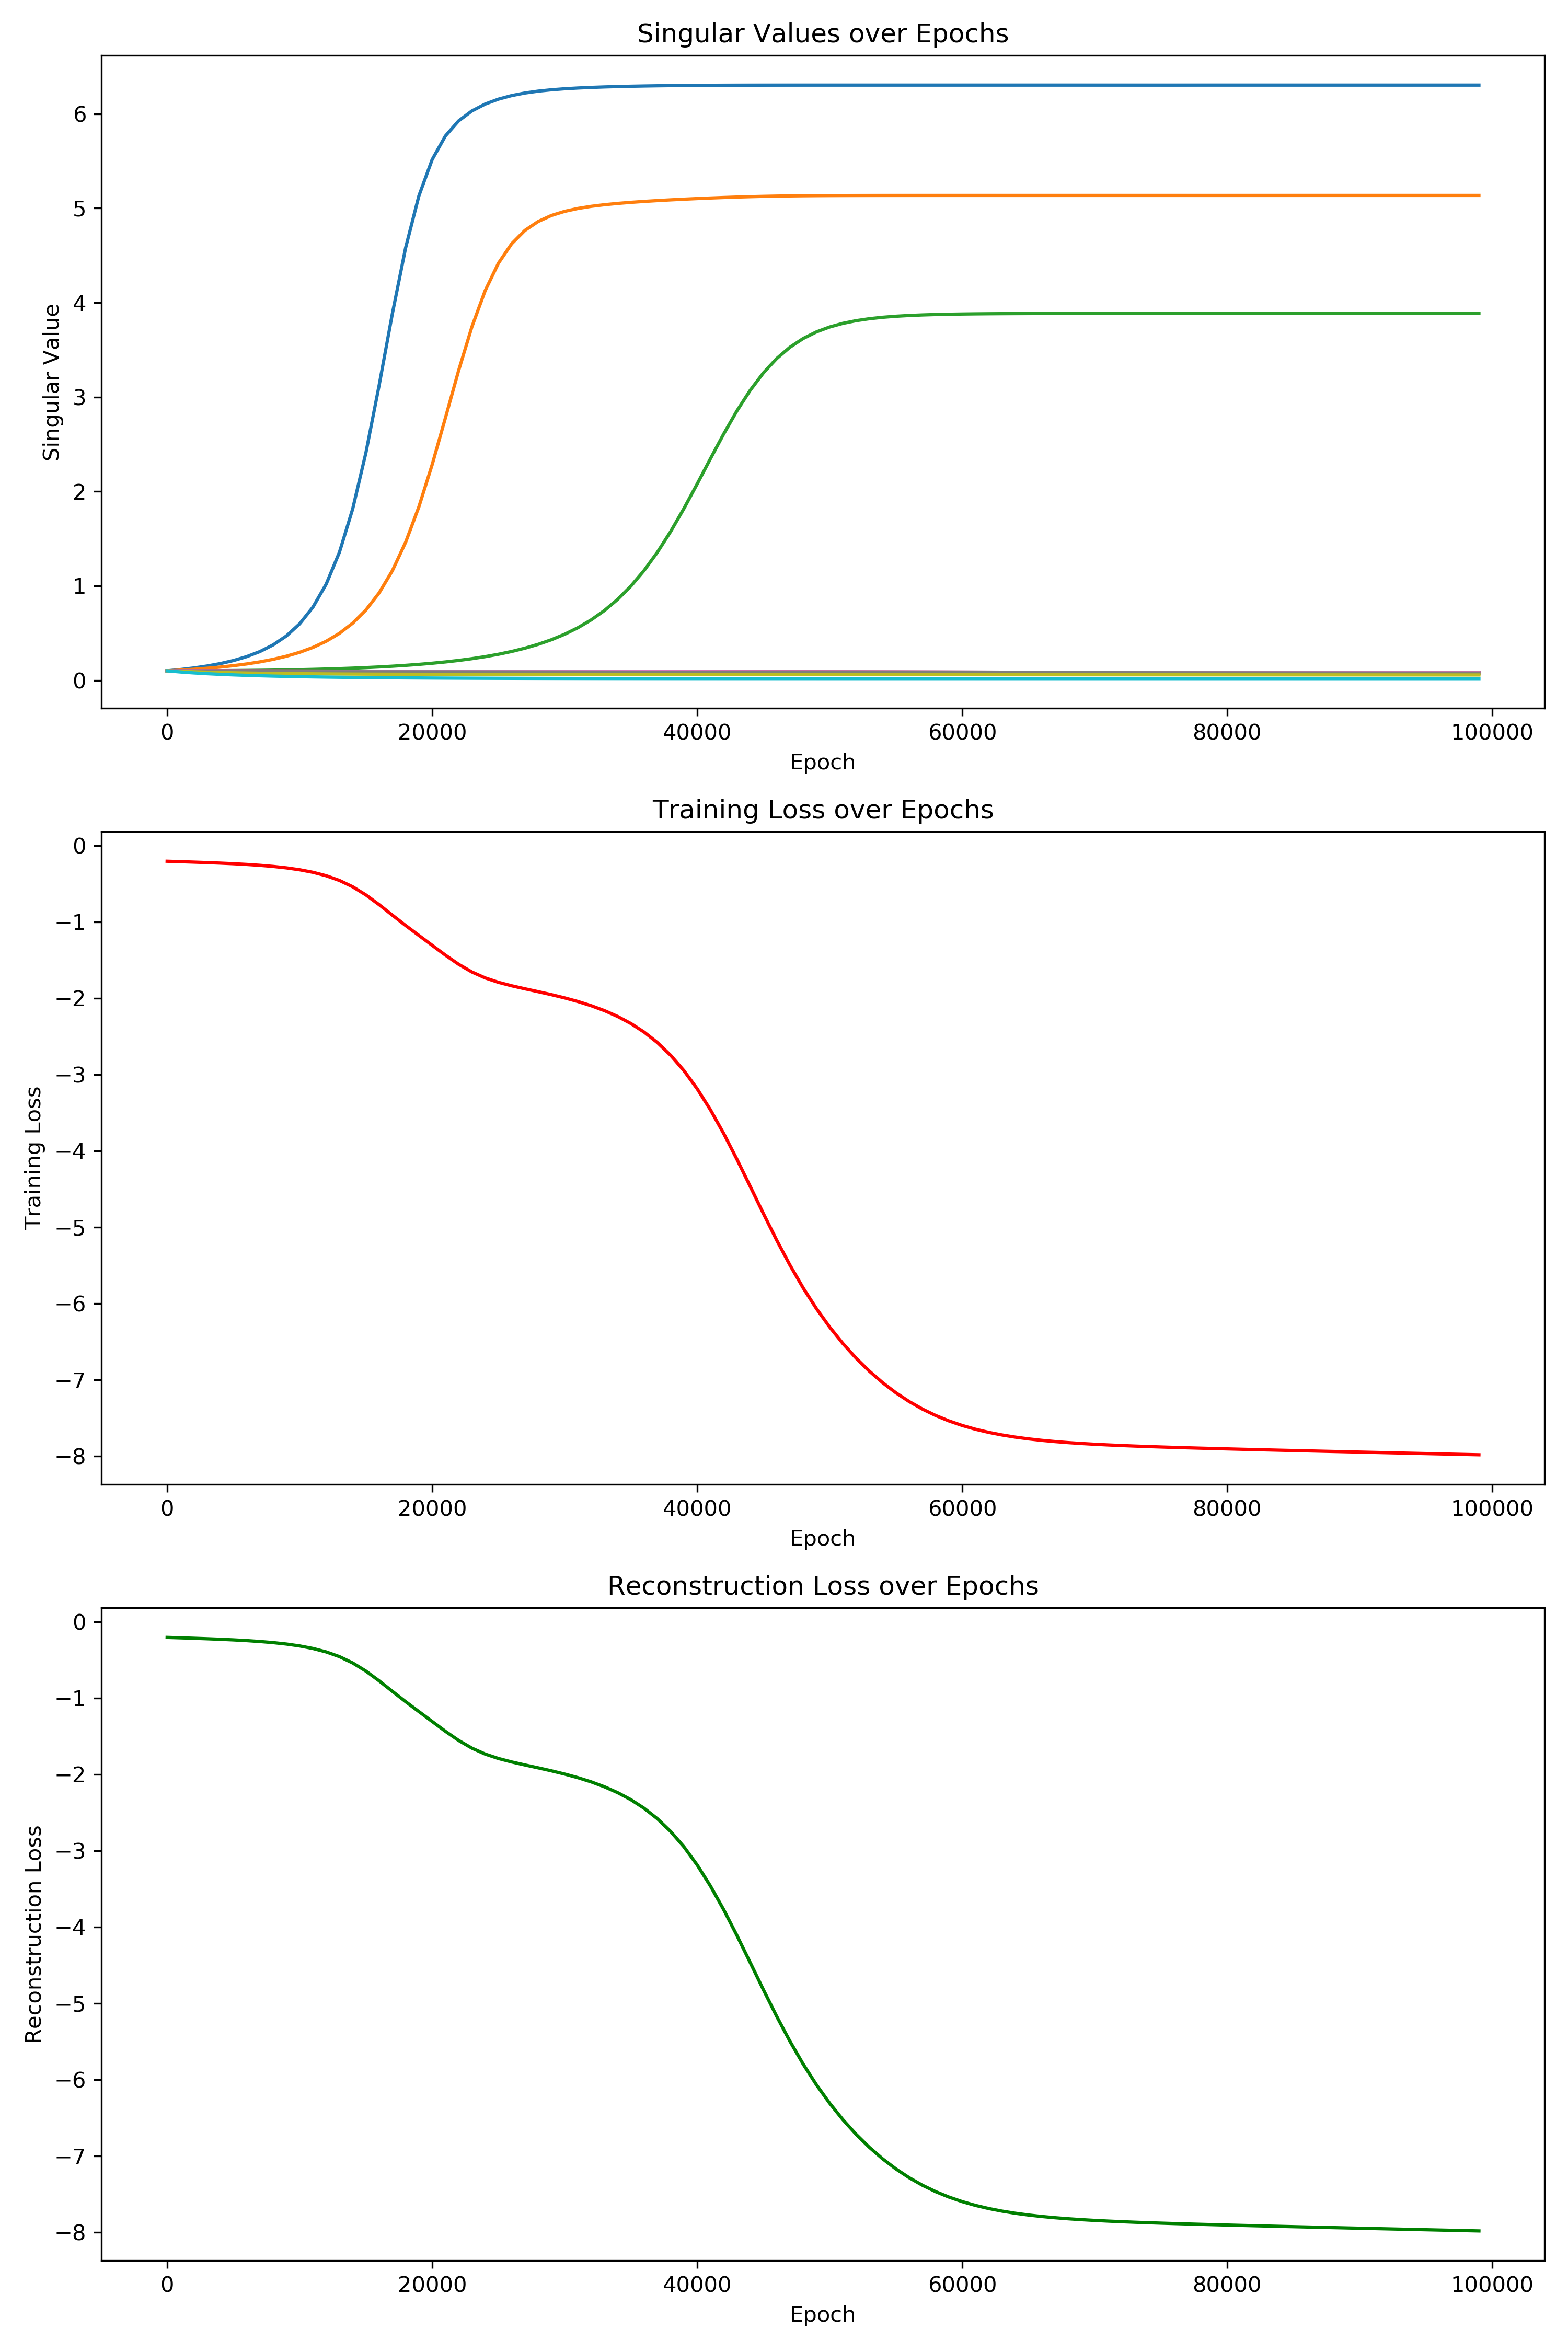 Singular Values over Epochs
Singular Value
6
5
4
3
2
1
0
0 20000 40000 60000 80000 100000
Epoch
Training Loss over Epochs
Training Loss
0
−1
−2
−3
−4
−5
−6
−7
−8
0 20000 40000 60000 80000 100000
Epoch
Reconstruction Loss over Epochs
Reconstruction Loss
0
−1
−2
−3
−4
−5
−6
−7
−8
0 20000 40000 60000 80000 100000
Epoch